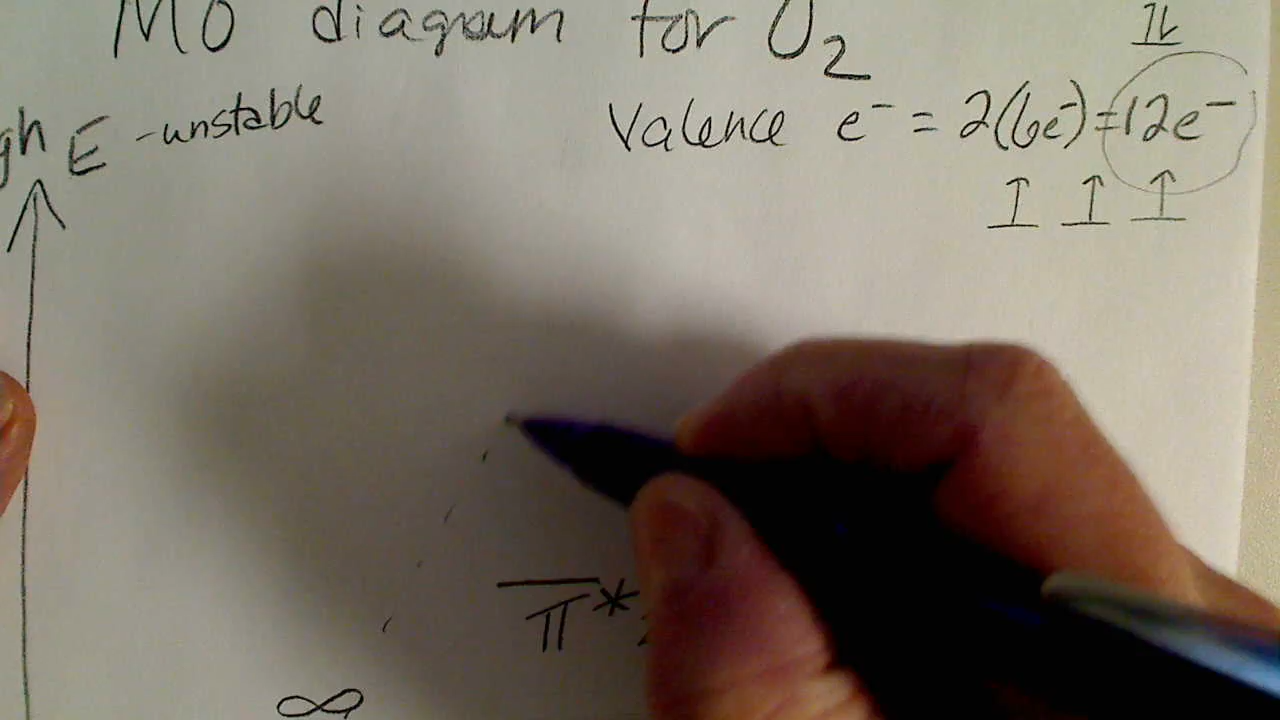 MO diagram for O2
gh E -unstable
Valence e⁻ = 2(6e⁻)=12e⁻
π*